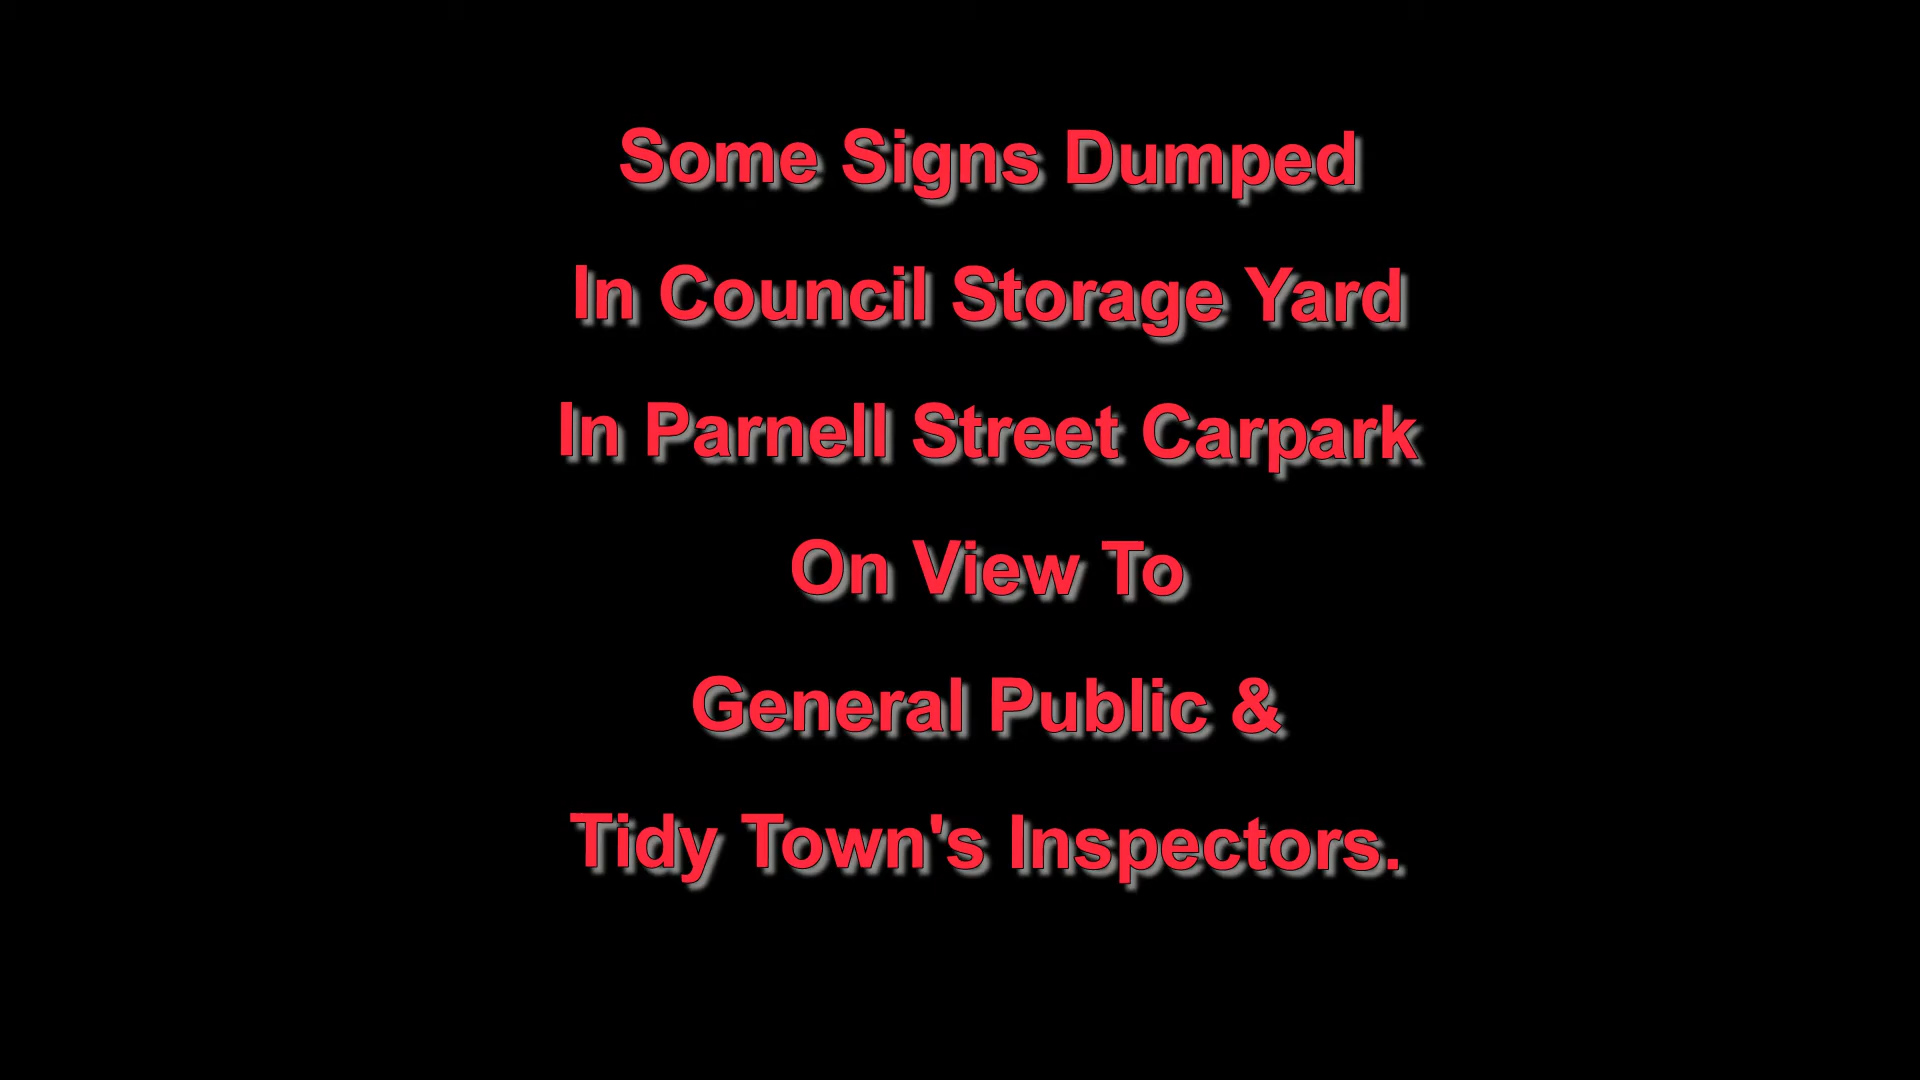 Some Signs Dumped
In Council Storage Yard
In Parnell Street Carpark
On View To
General Public &
Tidy Town's Inspectors.